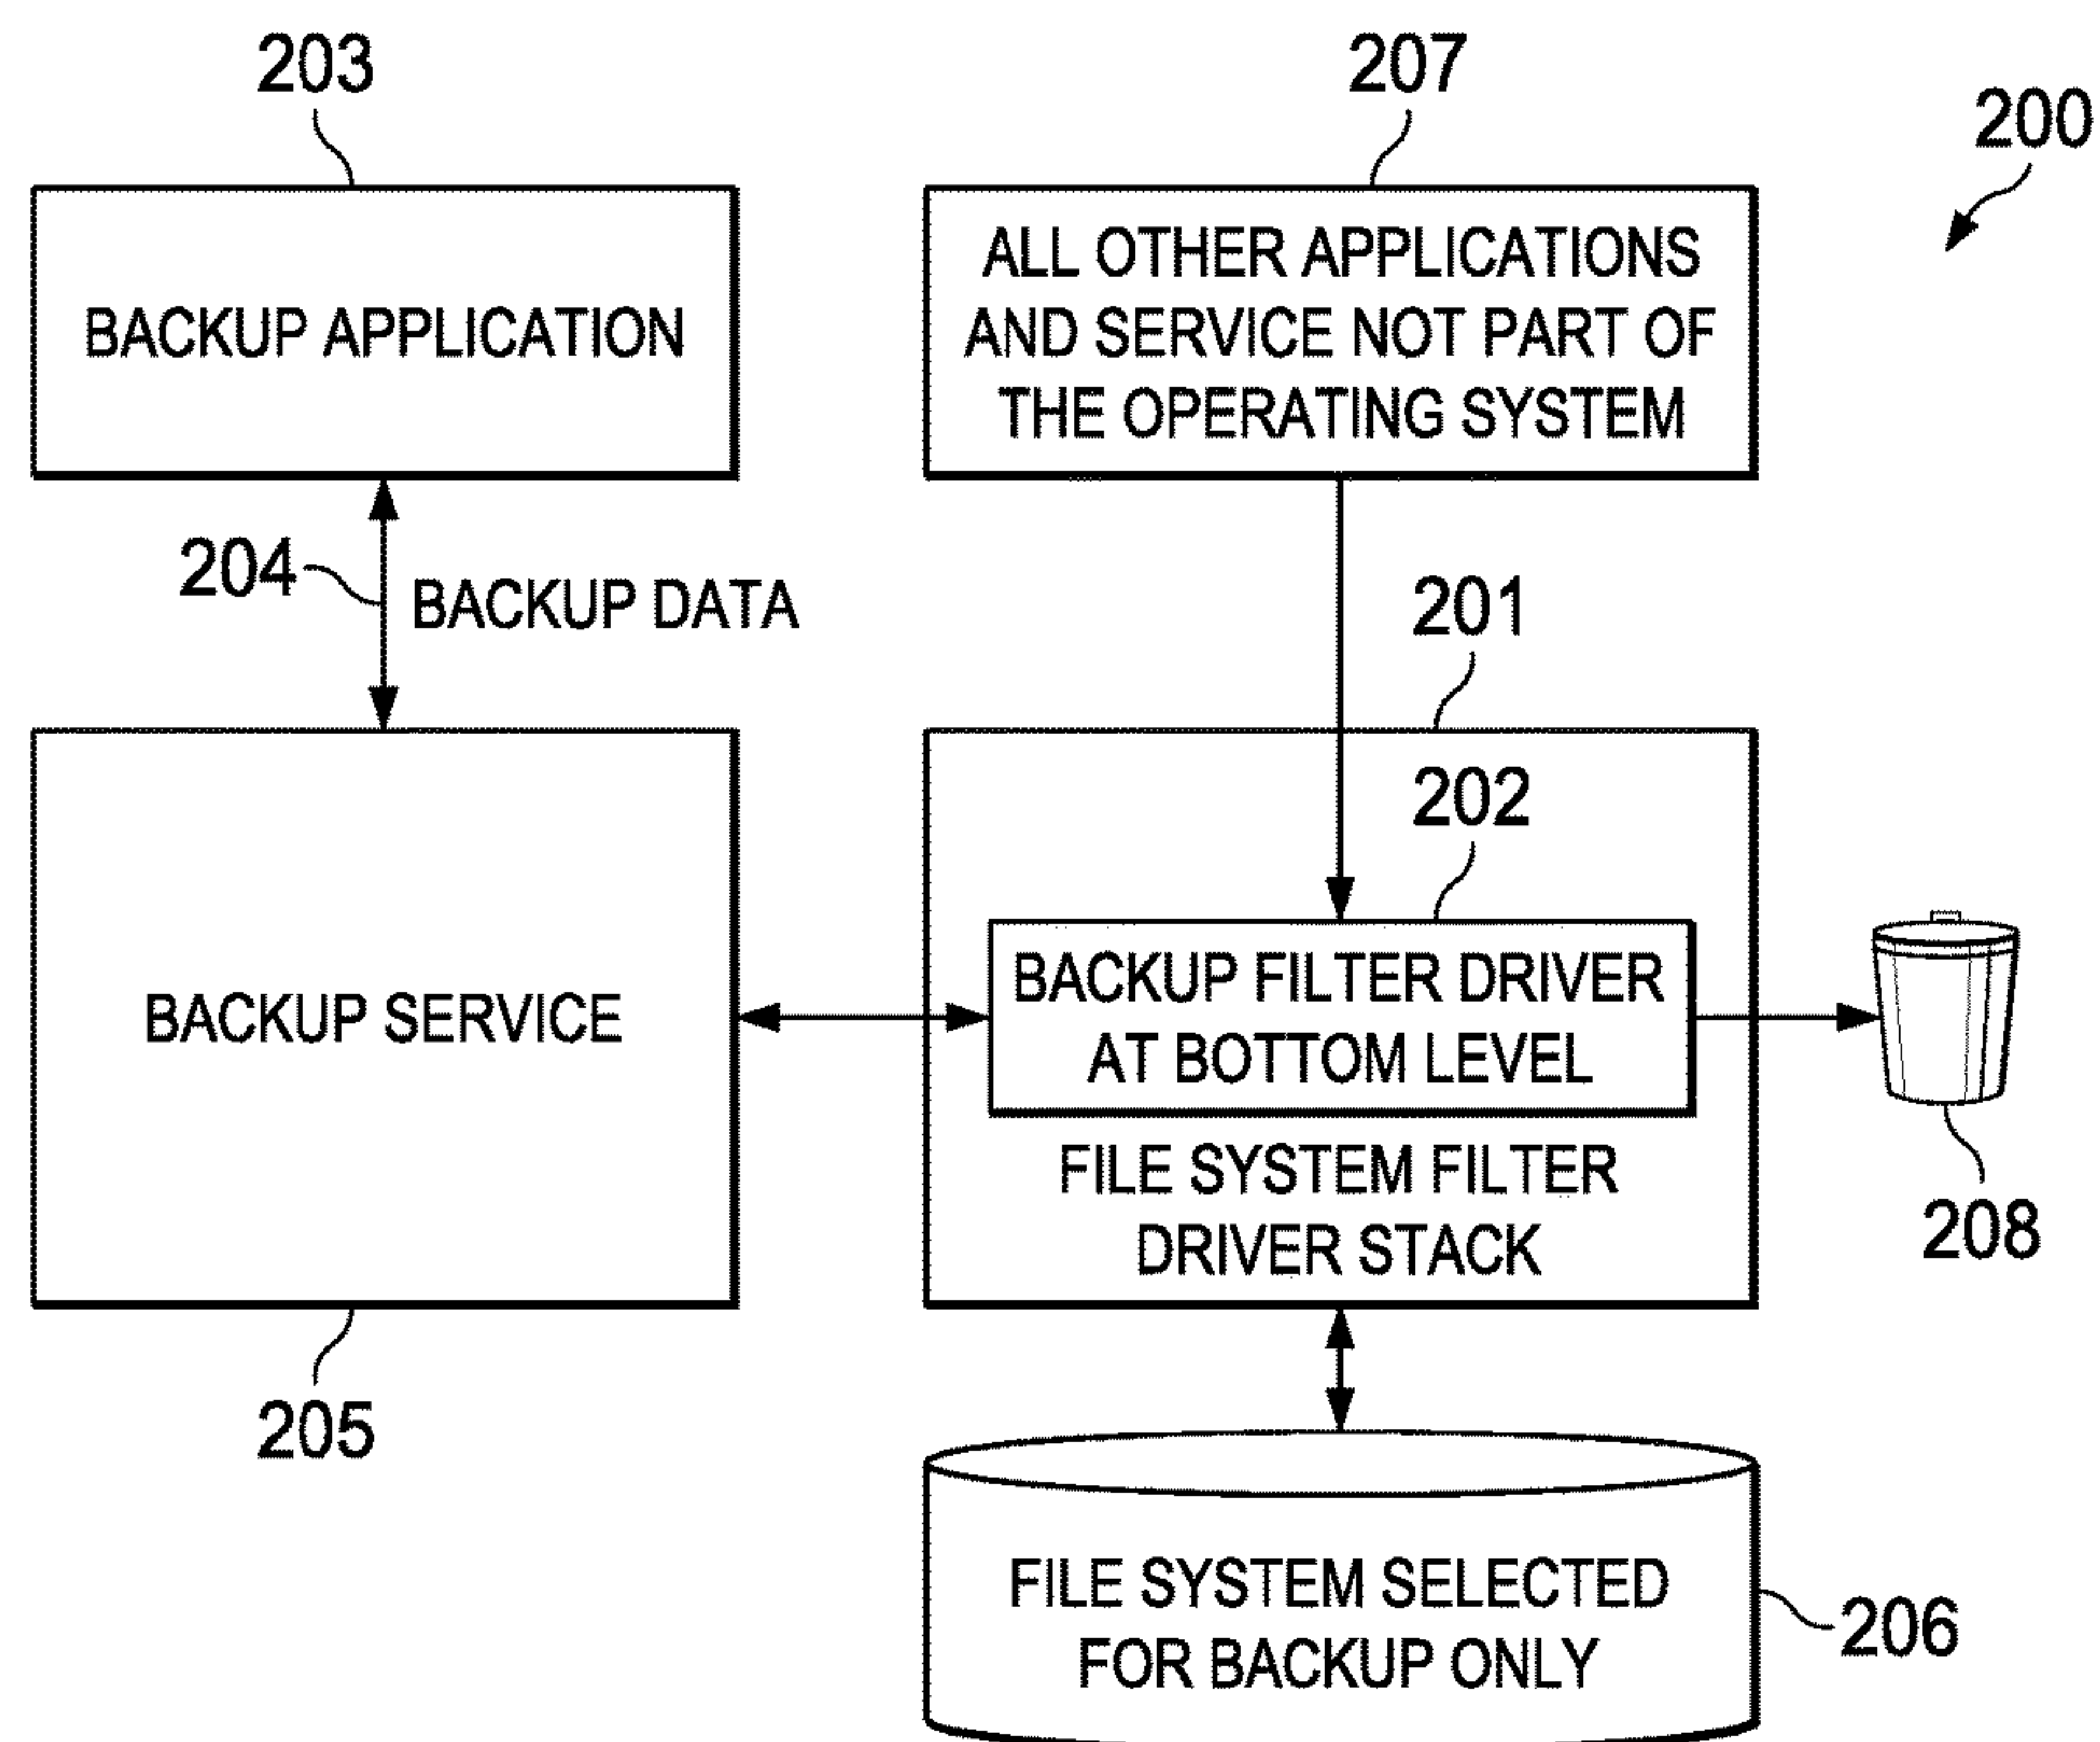 203
207
200
BACKUP APPLICATION
ALL OTHER APPLICATIONS
AND SERVICE NOT PART OF
THE OPERATING SYSTEM
204
BACKUP DATA
201
202
BACKUP SERVICE
BACKUP FILTER DRIVER
AT BOTTOM LEVEL
FILE SYSTEM FILTER
DRIVER STACK
208
205
FILE SYSTEM SELECTED
FOR BACKUP ONLY
206